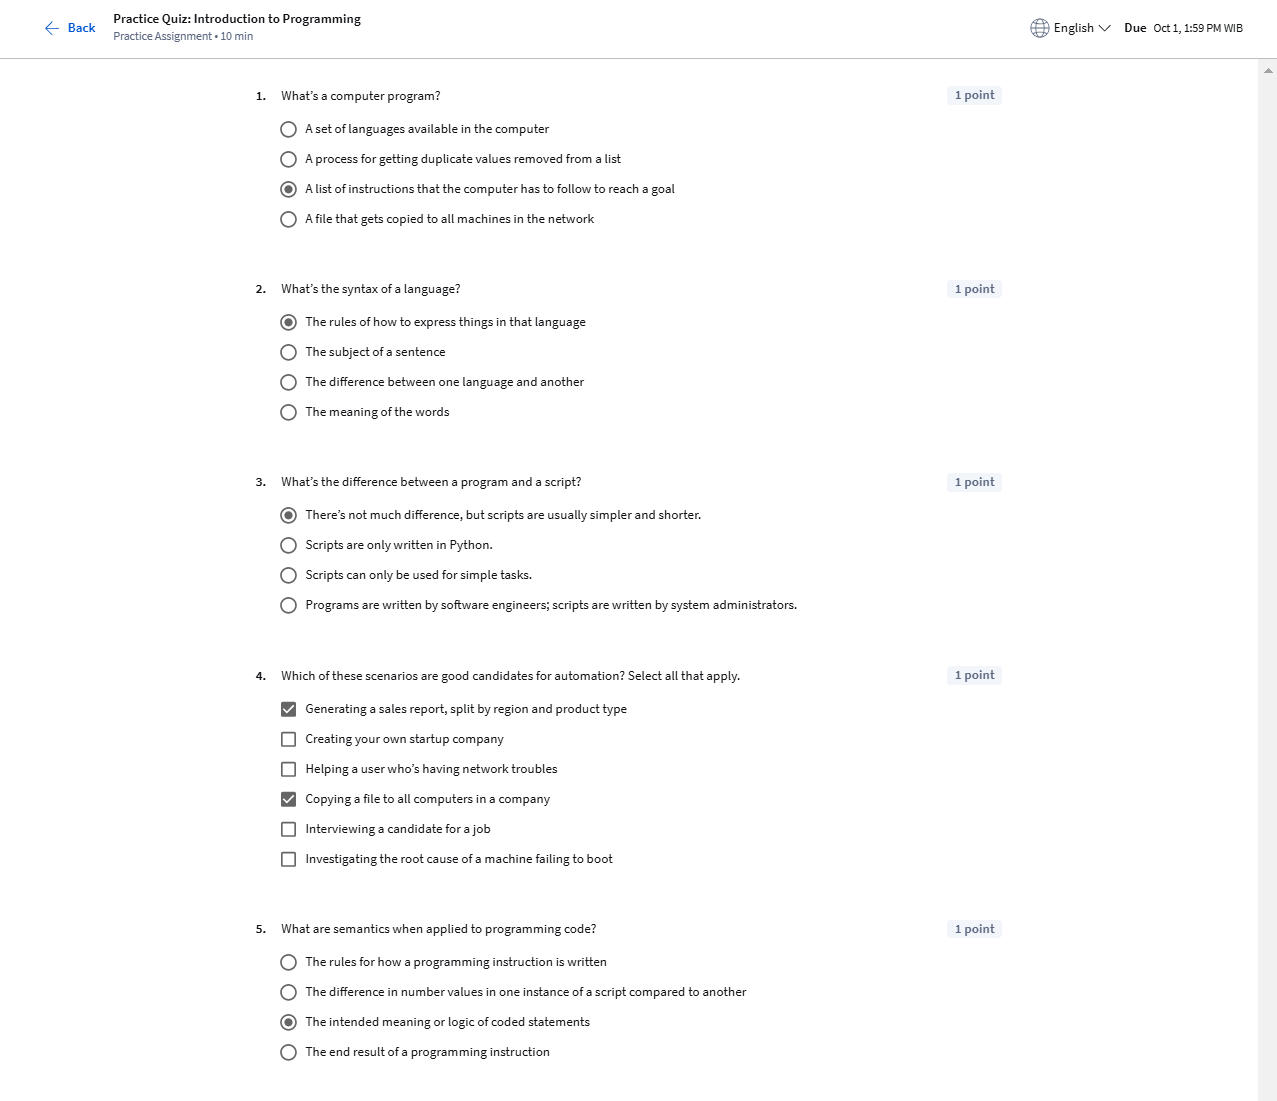 Back
Practice Quiz: Introduction to Programming
Practice Assignment • 10 min
English
Due Oct 1, 1:59 PM WIB
1. What's a computer program?
1 point
A set of languages available in the computer
A process for getting duplicate values removed from a list
A list of instructions that the computer has to follow to reach a goal
A file that gets copied to all machines in the network
2. What's the syntax of a language?
1 point
The rules of how to express things in that language
The subject of a sentence
The difference between one language and another
The meaning of the words
3. What's the difference between a program and a script?
1 point
There's not much difference, but scripts are usually simpler and shorter.
Scripts are only written in Python.
Scripts can only be used for simple tasks.
Programs are written by software engineers; scripts are written by system administrators.
4. Which of these scenarios are good candidates for automation? Select all that apply.
1 point
Generating a sales report, split by region and product type
Creating your own startup company
Helping a user who's having network troubles
Copying a file to all computers in a company
Interviewing a candidate for a job
Investigating the root cause of a machine failing to boot
5. What are semantics when applied to programming code?
1 point
The rules for how a programming instruction is written
The difference in number values in one instance of a script compared to another
The intended meaning or logic of coded statements
The end result of a programming instruction